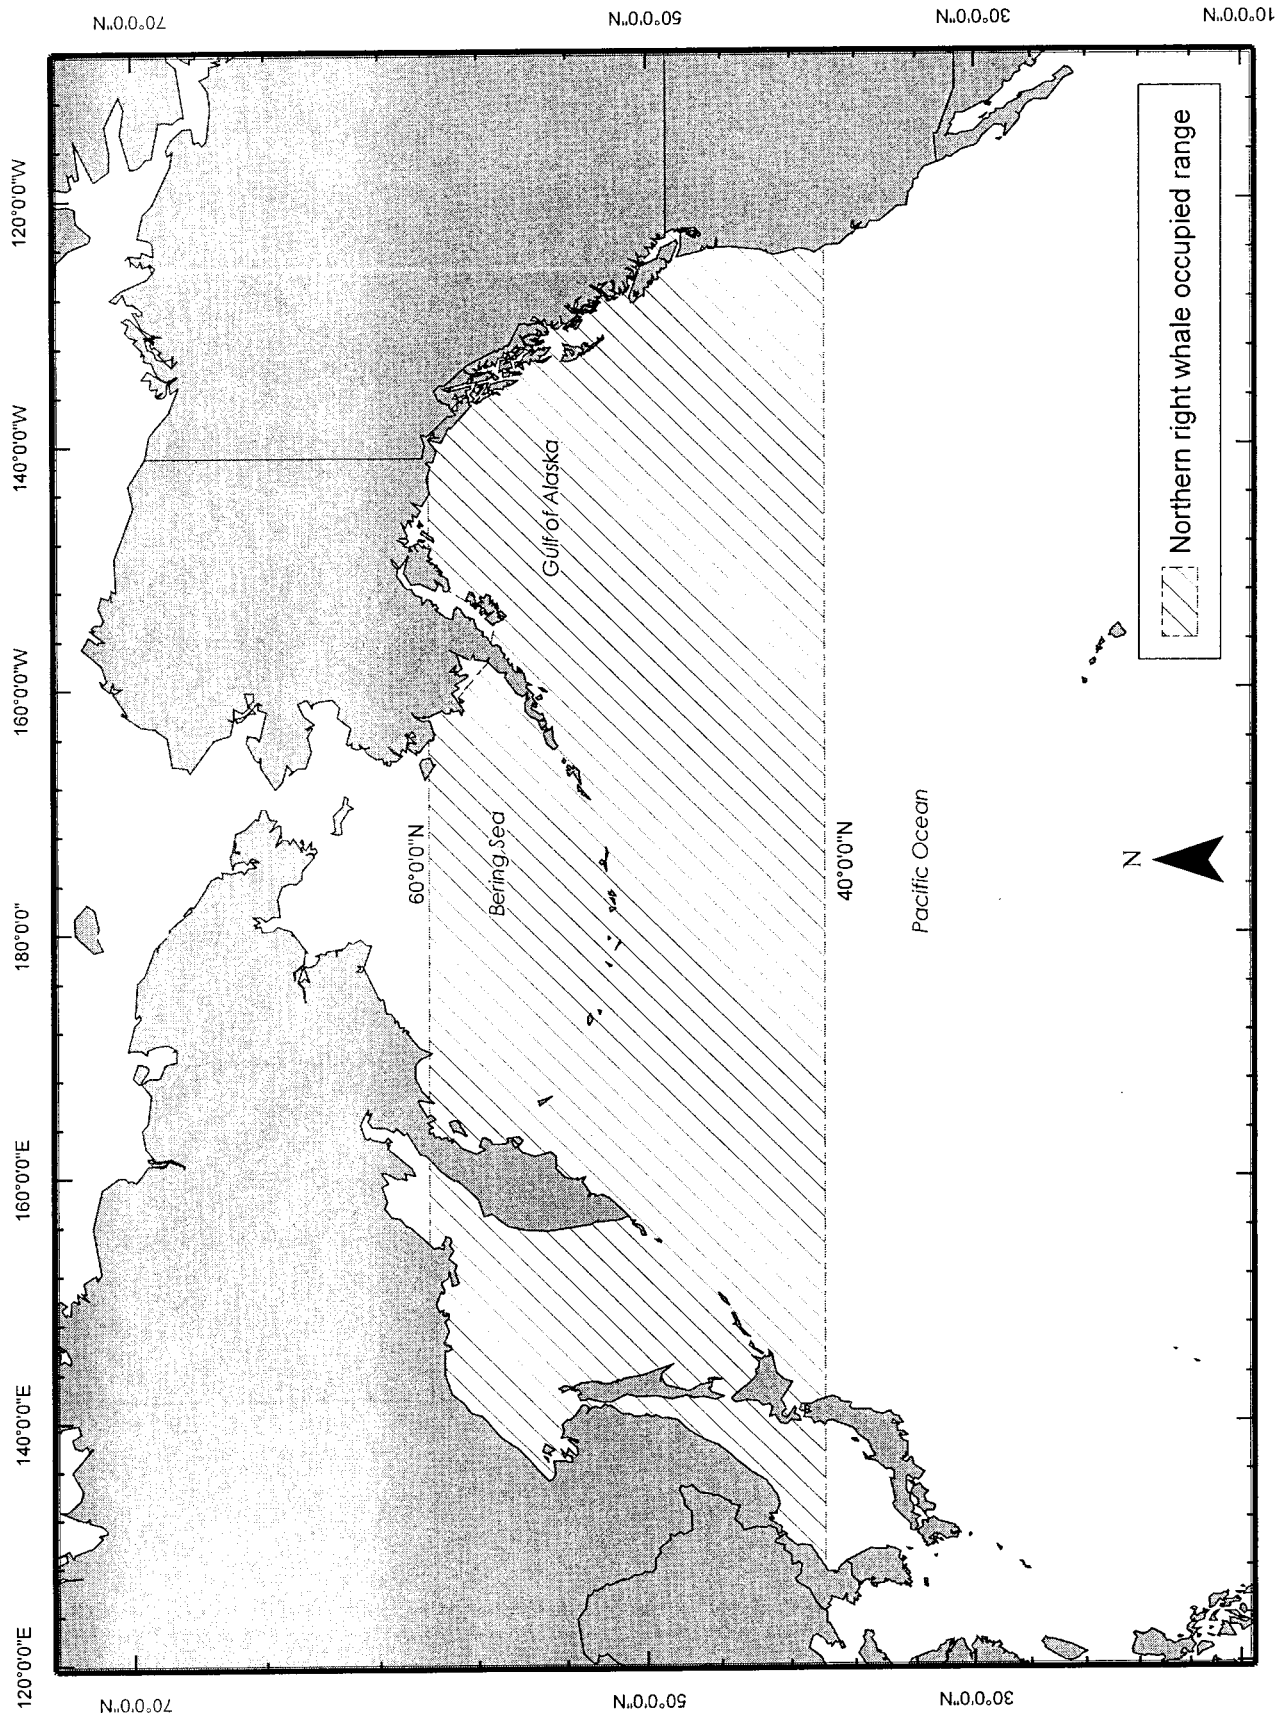 120°0'0"E
140°0'0"E
160°0'0"E
180°0'0"
160°0'0"W
140°0'0"W
120°0'0"W
70°0'0"N
70°0'0"N
60°0'0"N
Bering Sea
Gulf of Alaska
50°0'0"N
50°0'0"N
40°0'0"N
Pacific Ocean
30°0'0"N
30°0'0"N
N
Northern right whale occupied range
10°0'0"N